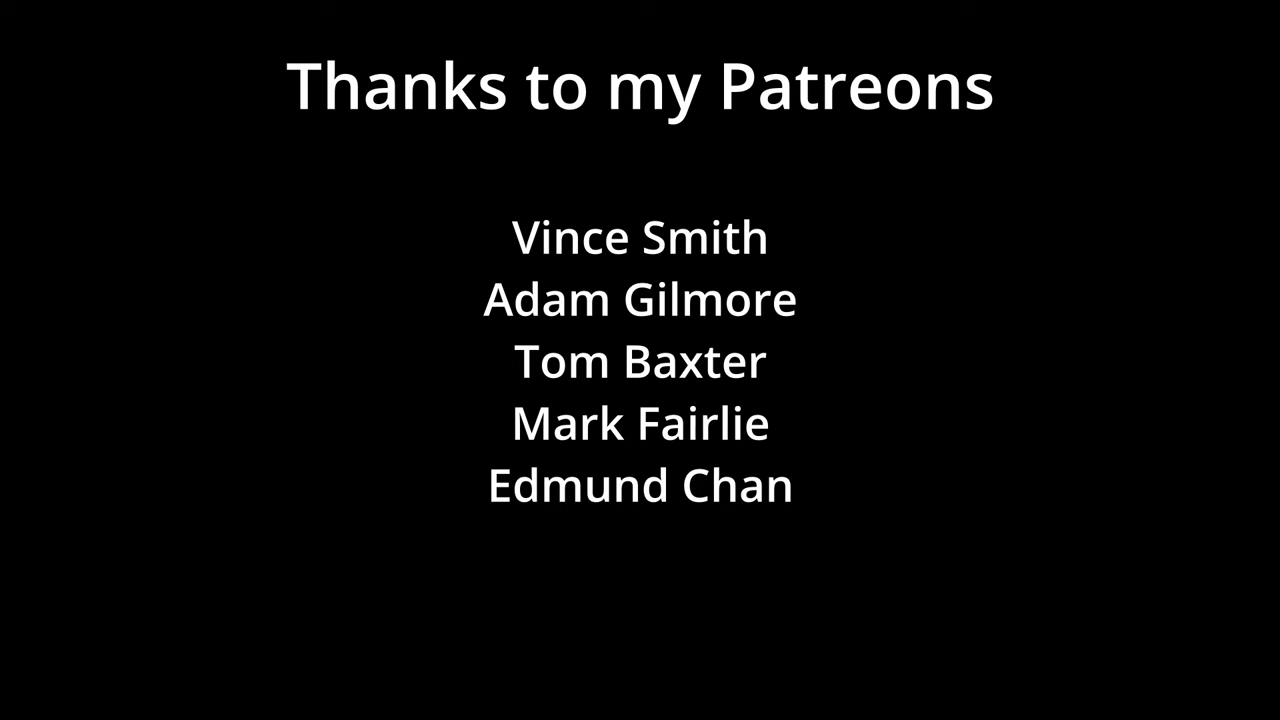 Thanks to my Patreons
Vince Smith
Adam Gilmore
Tom Baxter
Mark Fairlie
Edmund Chan